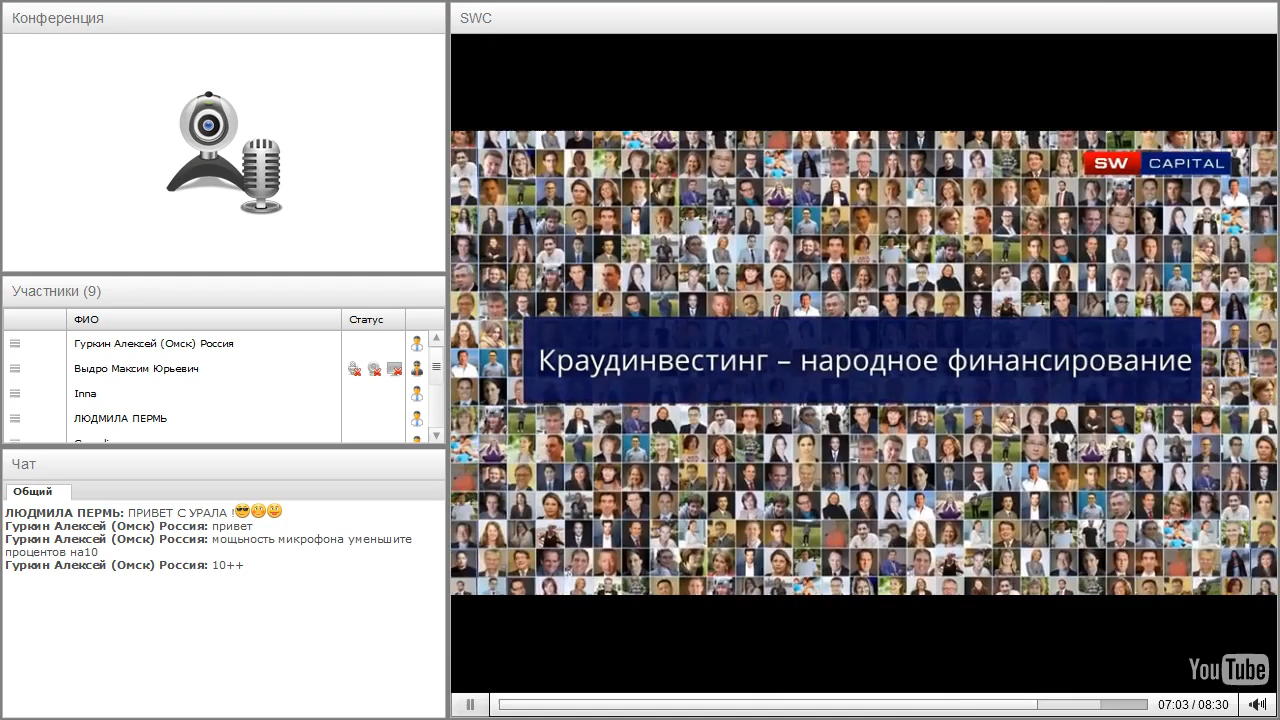 Конференция
SWC
SW CAPITAL
Краудинвестинг – народное финансирование
YouTube
07:03 / 08:30
Участники (9)
ФИО Статус
Гуркин Алексей (Омск) Россия
Выдро Максим Юрьевич
Inna
ЛЮДМИЛА ПЕРМЬ
Чат
Общий
ЛЮДМИЛА ПЕРМЬ: ПРИВЕТ С УРАЛА !
Гуркин Алексей (Омск) Россия: привет
Гуркин Алексей (Омск) Россия: мощьность микрофона уменьшите
процентов на10
Гуркин Алексей (Омск) Россия: 10++